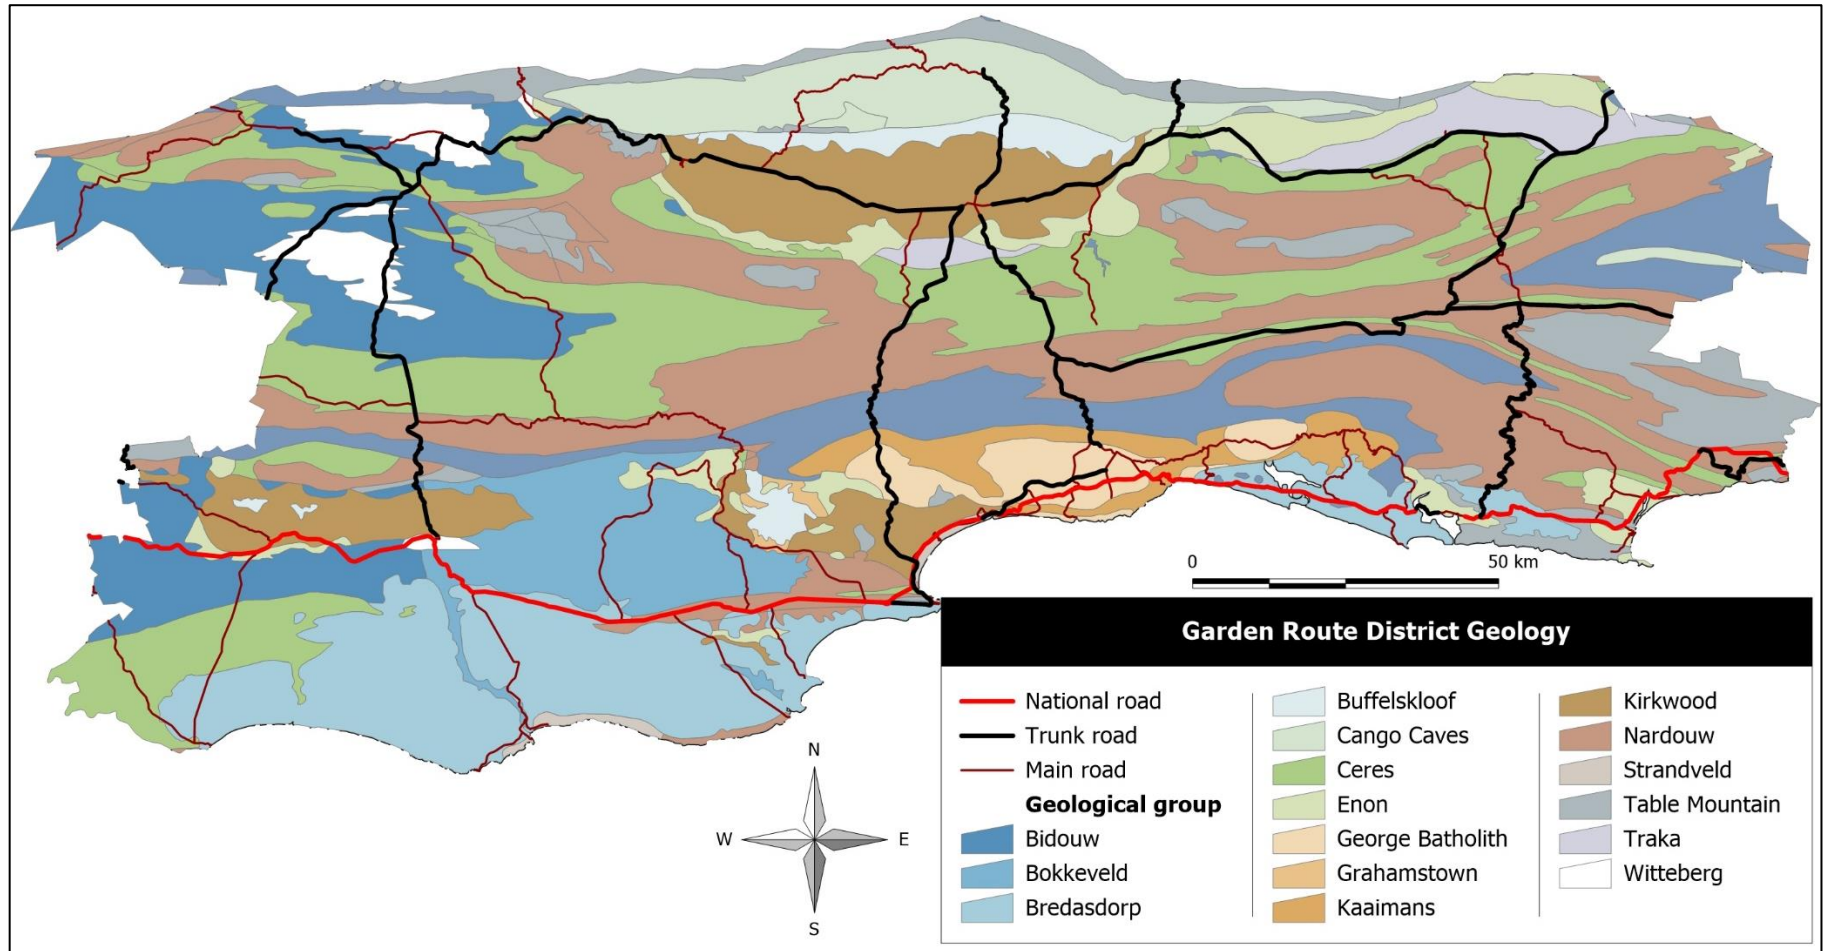 0 50 km
Garden Route District Geology
National road
Trunk road
Main road
Geological group
Bidouw
Bokkeveld
Bredasdorp
Buffelskloof
Cango Caves
Ceres
Enon
George Batholith
Grahamstown
Kaaimans
Kirkwood
Nardouw
Strandveld
Table Mountain
Traka
Witteberg
N
W E
S